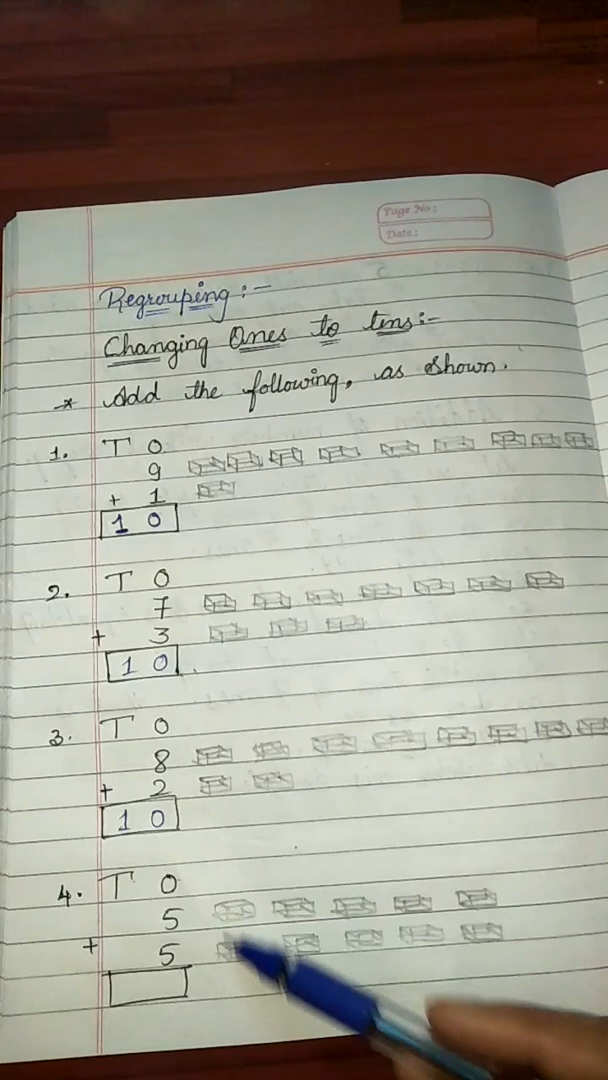 Page No:
Date:
Regrouping:-
Changing Ones to tens:-
* Add the following, as shown.
1. T O
9
+ 1
1 0
2. T O
7
+ 3
1 0
3. T O
8
+ 2
1 0
4. T O
5
+ 5